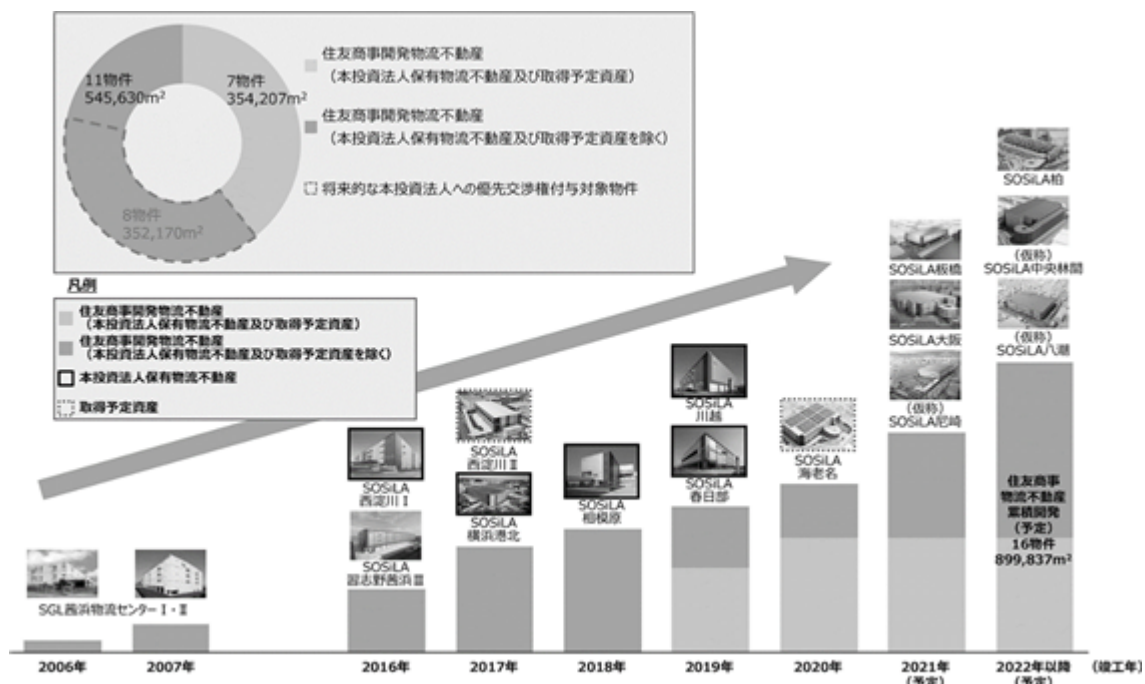 11物件
545,630m²
7物件
354,207m²
8物件
352,170m²
住友商事開発物流不動産
（本投資法人保有物流不動産及び取得予定資産）
住友商事開発物流不動産
（本投資法人保有物流不動産及び取得予定資産を除く）
将来的な本投資法人への優先交渉権付与対象物件
凡例
住友商事開発物流不動産
（本投資法人保有物流不動産及び取得予定資産）
住友商事開発物流不動産
（本投資法人保有物流不動産及び取得予定資産を除く）
本投資法人保有物流不動産
取得予定資産
SGL茜浜物流センターⅠ・Ⅱ
SOSiLA
西淀川Ⅰ
SOSiLA
習志野茜浜Ⅲ
SOSiLA
西淀川Ⅱ
SOSiLA
横浜港北
SOSiLA
相模原
SOSiLA
川越
SOSiLA
春日部
SOSiLA
海老名
SOSiLA板橋
SOSiLA大阪
（仮称）
SOSiLA尼崎
SOSiLA柏
（仮称）
SOSiLA中央林間
（仮称）
SOSiLA八潮
住友商事
物流不動産
累積開発
（予定）
16物件
899,837m²
2006年
2007年
2016年
2017年
2018年
2019年
2020年
2021年
（予定）
2022年以降
（予定）
（竣工年）